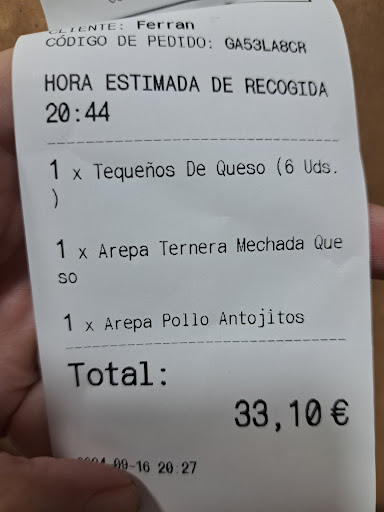 CLIENTE: Ferran
CÓDIGO DE PEDIDO: GA53LA8CR
HORA ESTIMADA DE RECOGIDA
20:44
1 x Tequeños De Queso (6 Uds.
)
1 x Arepa Ternera Mechada Que
so
1 x Arepa Pollo Antojitos
Total:
33,10 €
2024-09-16 20:27